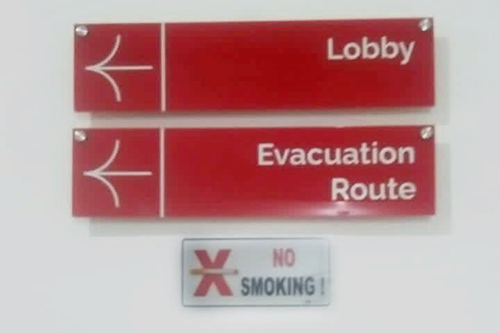 Lobby
Evacuation
Route
NO
SMOKING !